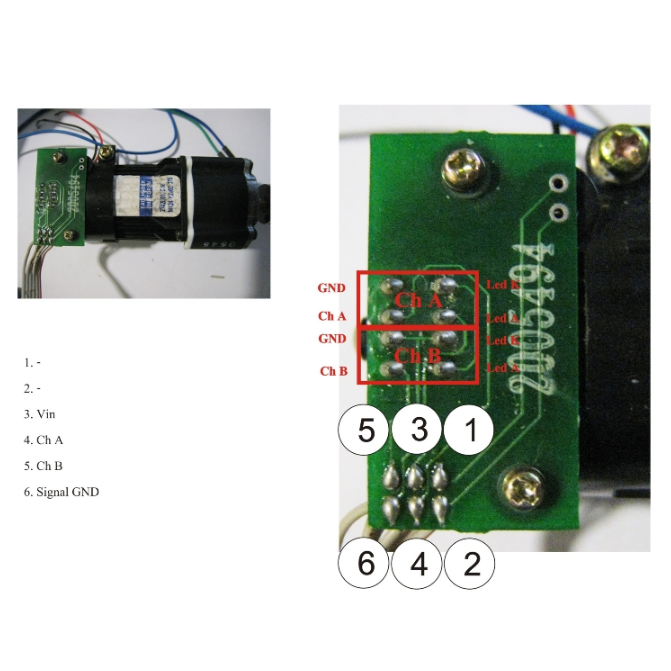 1. -
2. -
3. Vin
4. Ch A
5. Ch B
6. Signal GND
GND
Ch A
GND
Ch B
Ch A
Ch B
Led K
Led A
Led K
Led A
2005494
2005494
5 3 1
6 4 2